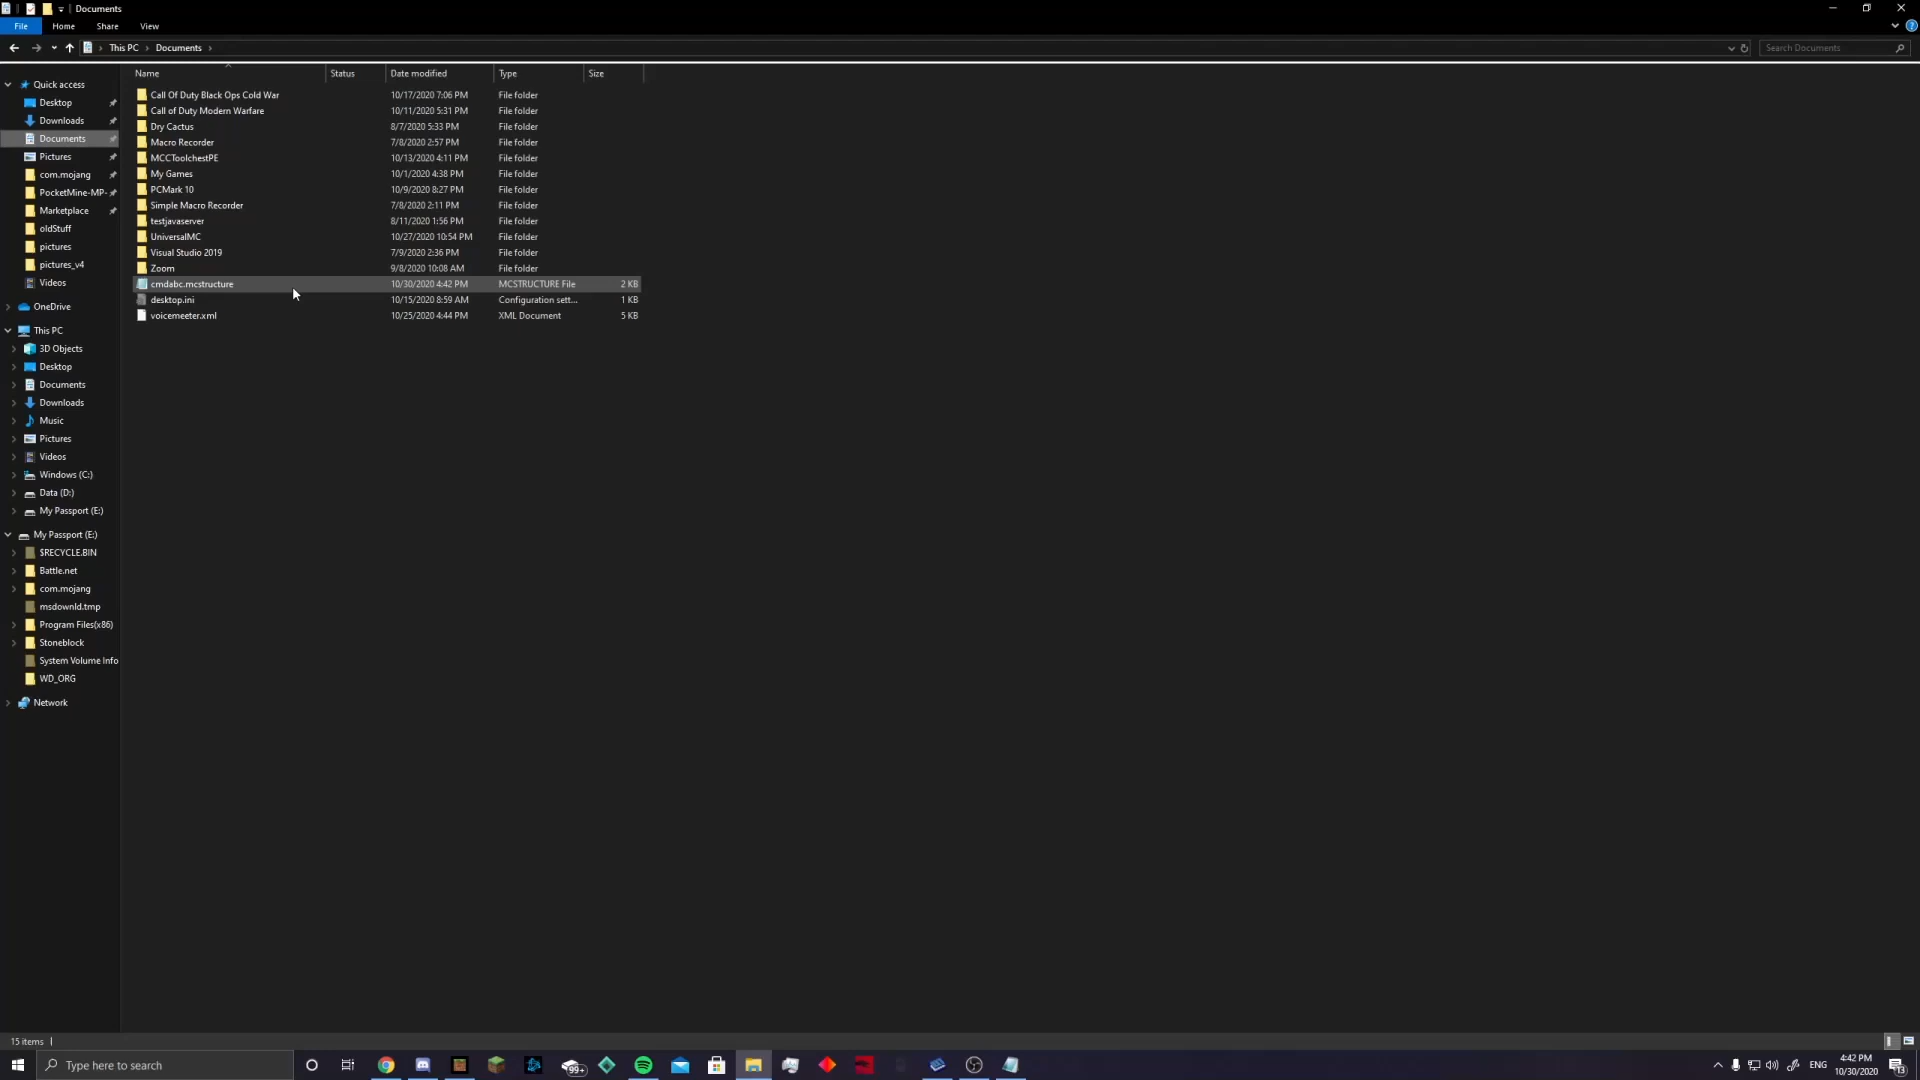 Documents
File Home Share View
This PC Documents
Search Documents
Name Status Date modified Type Size
Quick access
Desktop
Downloads
Documents
Pictures
com.mojang
PocketMine-MP-
Marketplace
oldStuff
pictures
pictures_v4
Videos
OneDrive
This PC
3D Objects
Desktop
Documents
Downloads
Music
Pictures
Videos
Windows (C:)
Data (D:)
My Passport (E:)
My Passport (E:)
$RECYCLE.BIN
Battle.net
com.mojang
msdownld.tmp
Program Files(x86)
Stoneblock
System Volume Info
WD_ORG
Network
Call Of Duty Black Ops Cold War 10/17/2020 7:06 PM File folder
Call of Duty Modern Warfare 10/11/2020 5:31 PM File folder
Dry Cactus 8/7/2020 5:33 PM File folder
Macro Recorder 7/8/2020 2:57 PM File folder
MCCToolchestPE 10/13/2020 4:11 PM File folder
My Games 10/1/2020 4:38 PM File folder
PCMark 10 10/9/2020 8:27 PM File folder
Simple Macro Recorder 7/8/2020 2:11 PM File folder
testjavaserver 8/11/2020 1:56 PM File folder
UniversalMC 10/27/2020 10:54 PM File folder
Visual Studio 2019 7/9/2020 2:36 PM File folder
Zoom 9/8/2020 10:08 AM File folder
cmdabc.mcstructure 10/30/2020 4:42 PM MCSTRUCTURE File 2 KB
desktop.ini 10/15/2020 8:59 AM Configuration sett... 1 KB
voicemeeter.xml 10/25/2020 4:44 PM XML Document 5 KB
15 items
Type here to search
99+
ENG
4:42 PM
10/30/2020
13